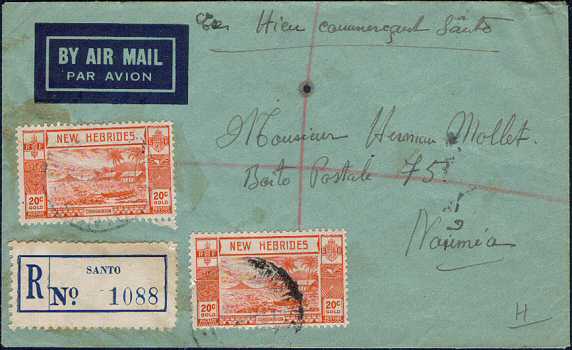 Hieu commerçant Santo
BY AIR MAIL
PAR AVION
Monsieur Herman Mollet.
Boite Postale 75.
Nouméa
NEW HEBRIDES.
R F
20c
GOLD
20c
GOLD
SANTO
R No 1088
NEW HEBRIDES
R F
20c
GOLD
20c
GOLD
H